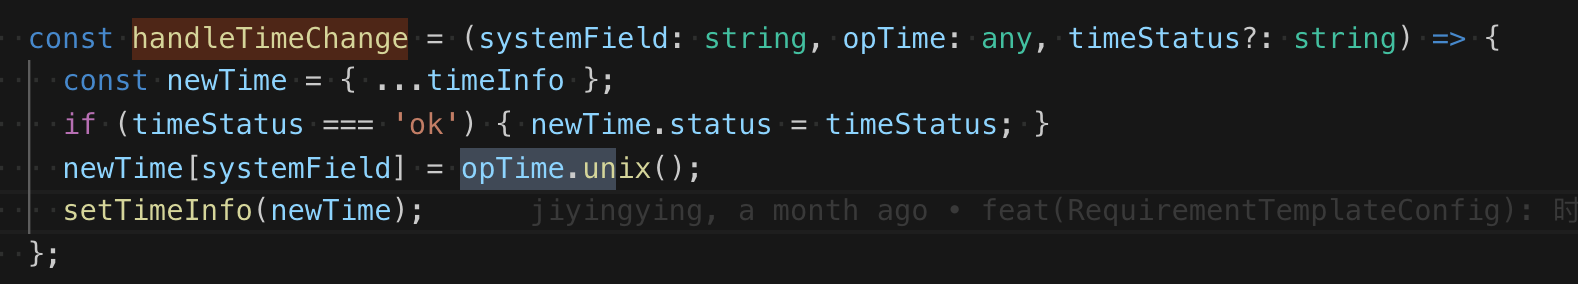 const handleTimeChange = (systemField: string, opTime: any, timeStatus?: string) => {
const newTime = { ...timeInfo };
if (timeStatus === 'ok') { newTime.status = timeStatus; }
newTime[systemField] = opTime.unix();
setTimeInfo(newTime); jiyingying, a month ago • feat(RequirementTemplateConfig): 时
};